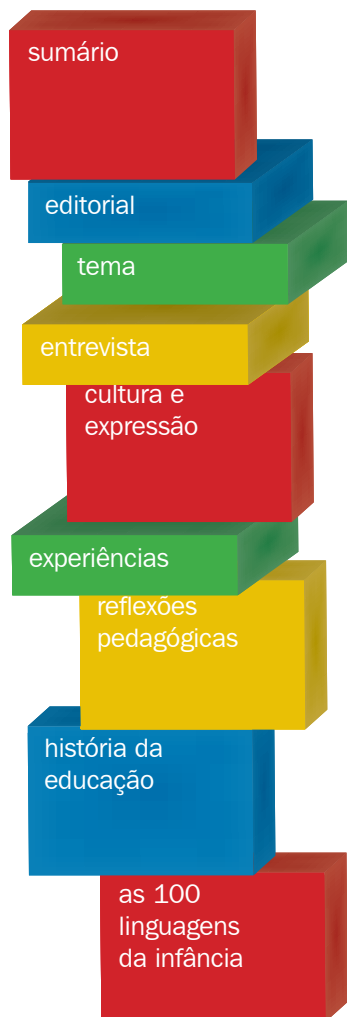 sumário
editorial
tema
entrevista
cultura e
expressão
experiências
reflexões
pedagógicas
história da
educação
as 100
linguagens
da infância